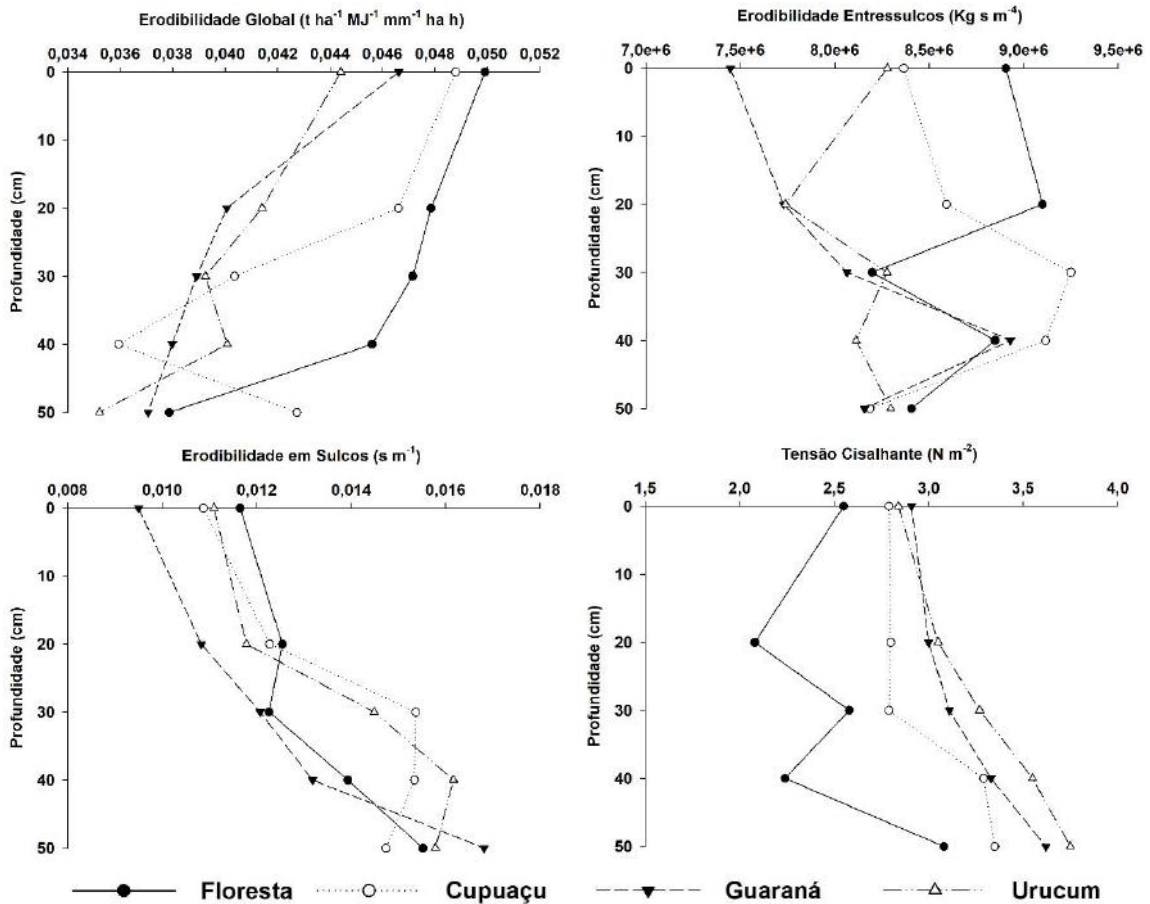 Erodibilidade Global (t ha⁻¹ MJ⁻¹ mm⁻¹ ha h)
0,034 0,036 0,038 0,040 0,042 0,044 0,046 0,048 0,050 0,052
0
10
20
30
40
50
Profundidade (cm)
Erodibilidade Entressulcos (Kg s m⁻⁴)
7,0e+6 7,5e+6 8,0e+6 8,5e+6 9,0e+6 9,5e+6
0
10
20
30
40
50
Profundidade (cm)
Erodibilidade em Sulcos (s m⁻¹)
0,008 0,010 0,012 0,014 0,016 0,018
0
10
20
30
40
50
Profundidade (cm)
Tensão Cisalhante (N m⁻²)
1,5 2,0 2,5 3,0 3,5 4,0
0
10
20
30
40
50
Profundidade (cm)
Floresta Cupuaçu Guaraná Urucum